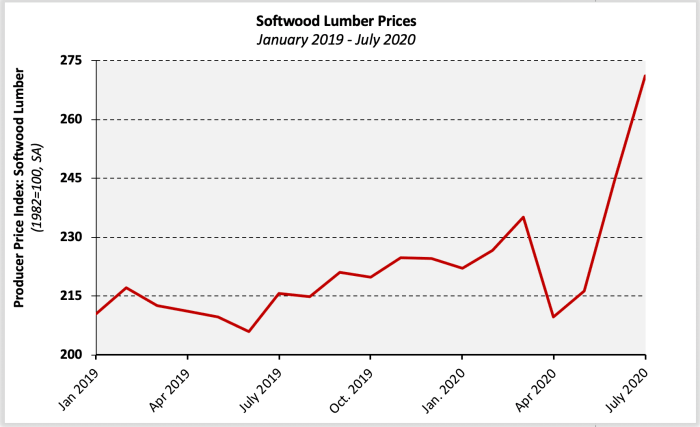 Softwood Lumber Prices
January 2019 - July 2020
Producer Price Index: Softwood Lumber
(1982=100, SA)
275
260
245
230
215
200
Jan 2019
Apr 2019
July 2019
Oct. 2019
Jan. 2020
Apr 2020
July 2020